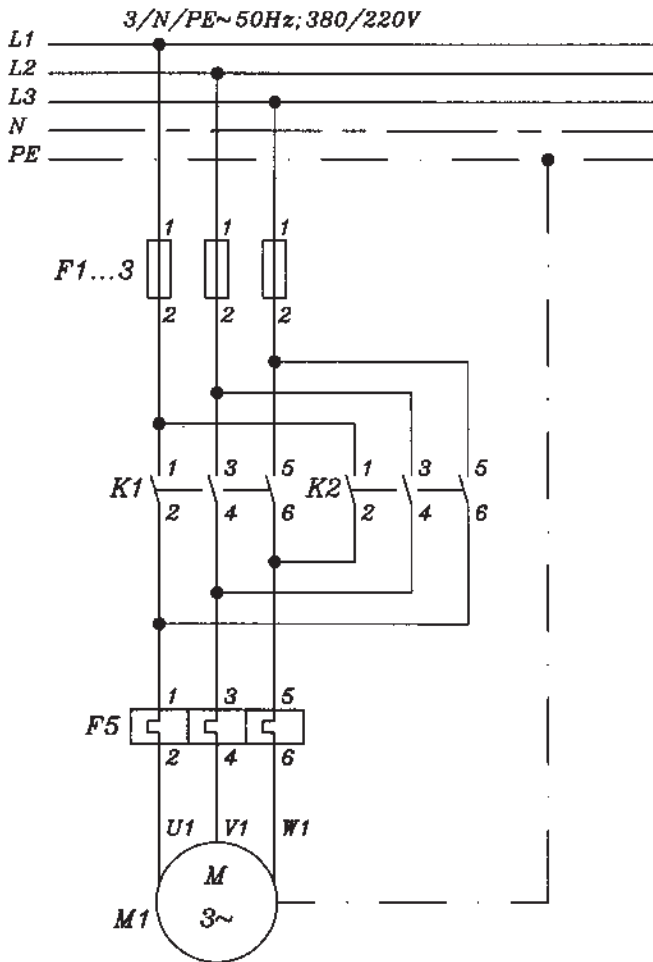 3/N/PE~50Hz; 380/220V
L1
L2
L3
N
PE
1 1 1
F1...3
2 2 2
1 3 5 1 3 5
K1 K2
2 4 6 2 4 6
1 3 5
F5
2 4 6
U1 V1 W1
M
M1 3~